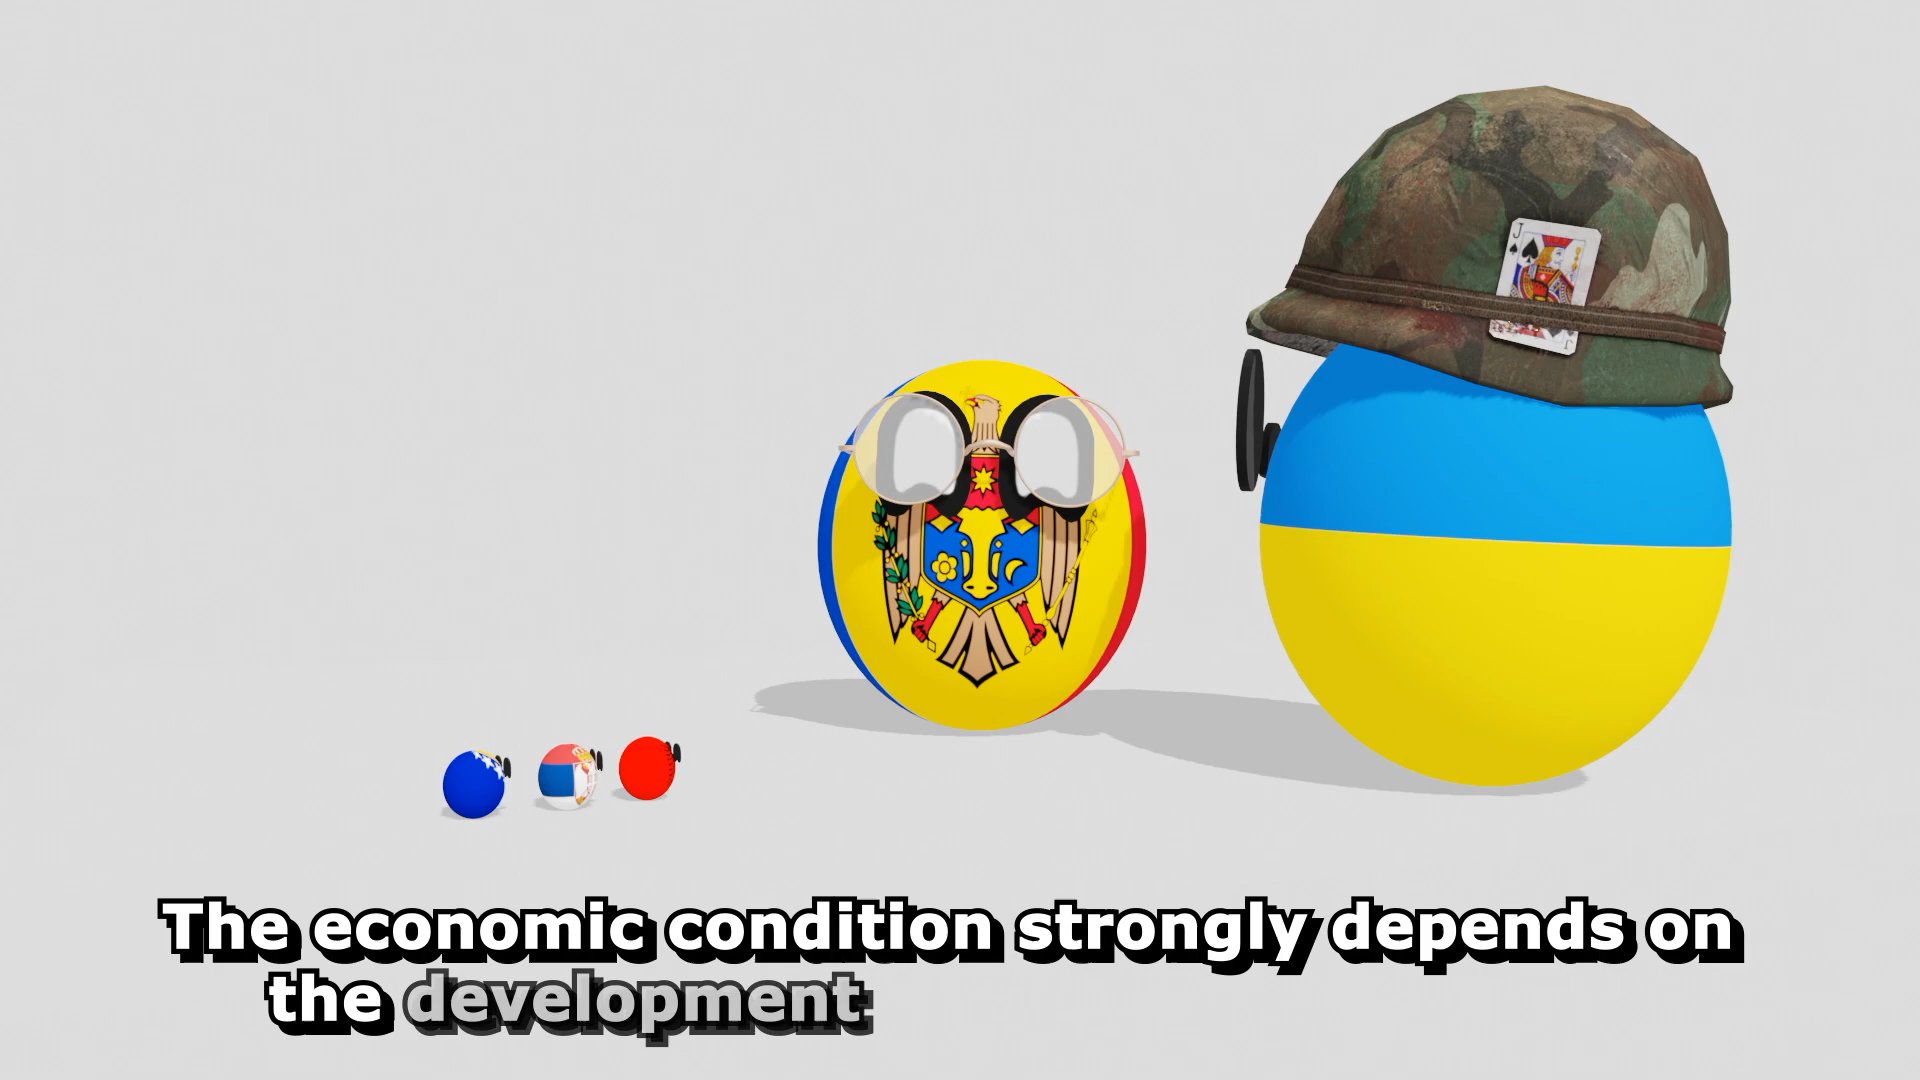 J
The economic condition strongly depends on
the development